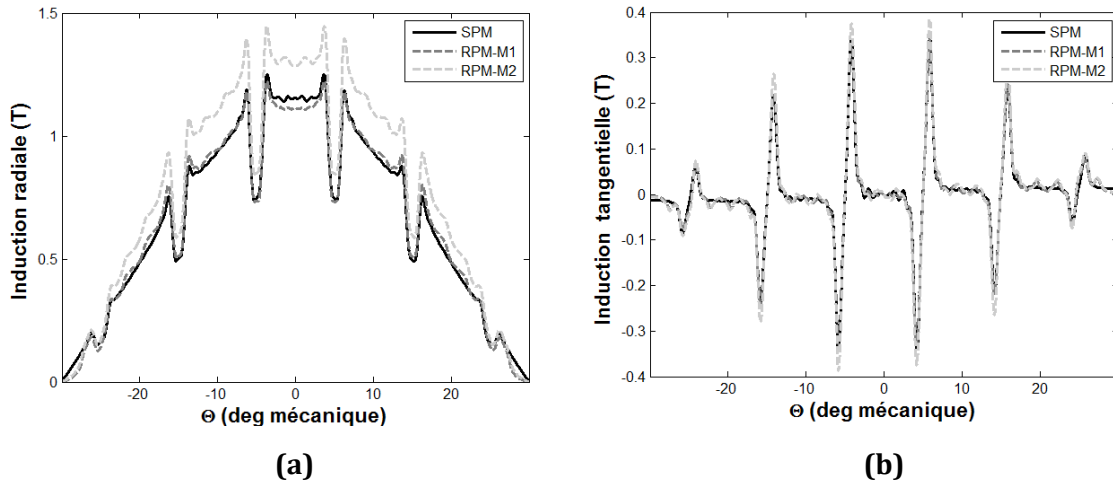 1.5
1
0.5
0
Induction radiale (T)
SPM
RPM-M1
RPM-M2
-20 -10 0 10 20
Θ (deg mécanique)
(a)
0.4
0.3
0.2
0.1
0
-0.1
-0.2
-0.3
-0.4
Induction tangentielle (T)
SPM
RPM-M1
RPM-M2
-20 -10 0 10 20
Θ (deg mécanique)
(b)